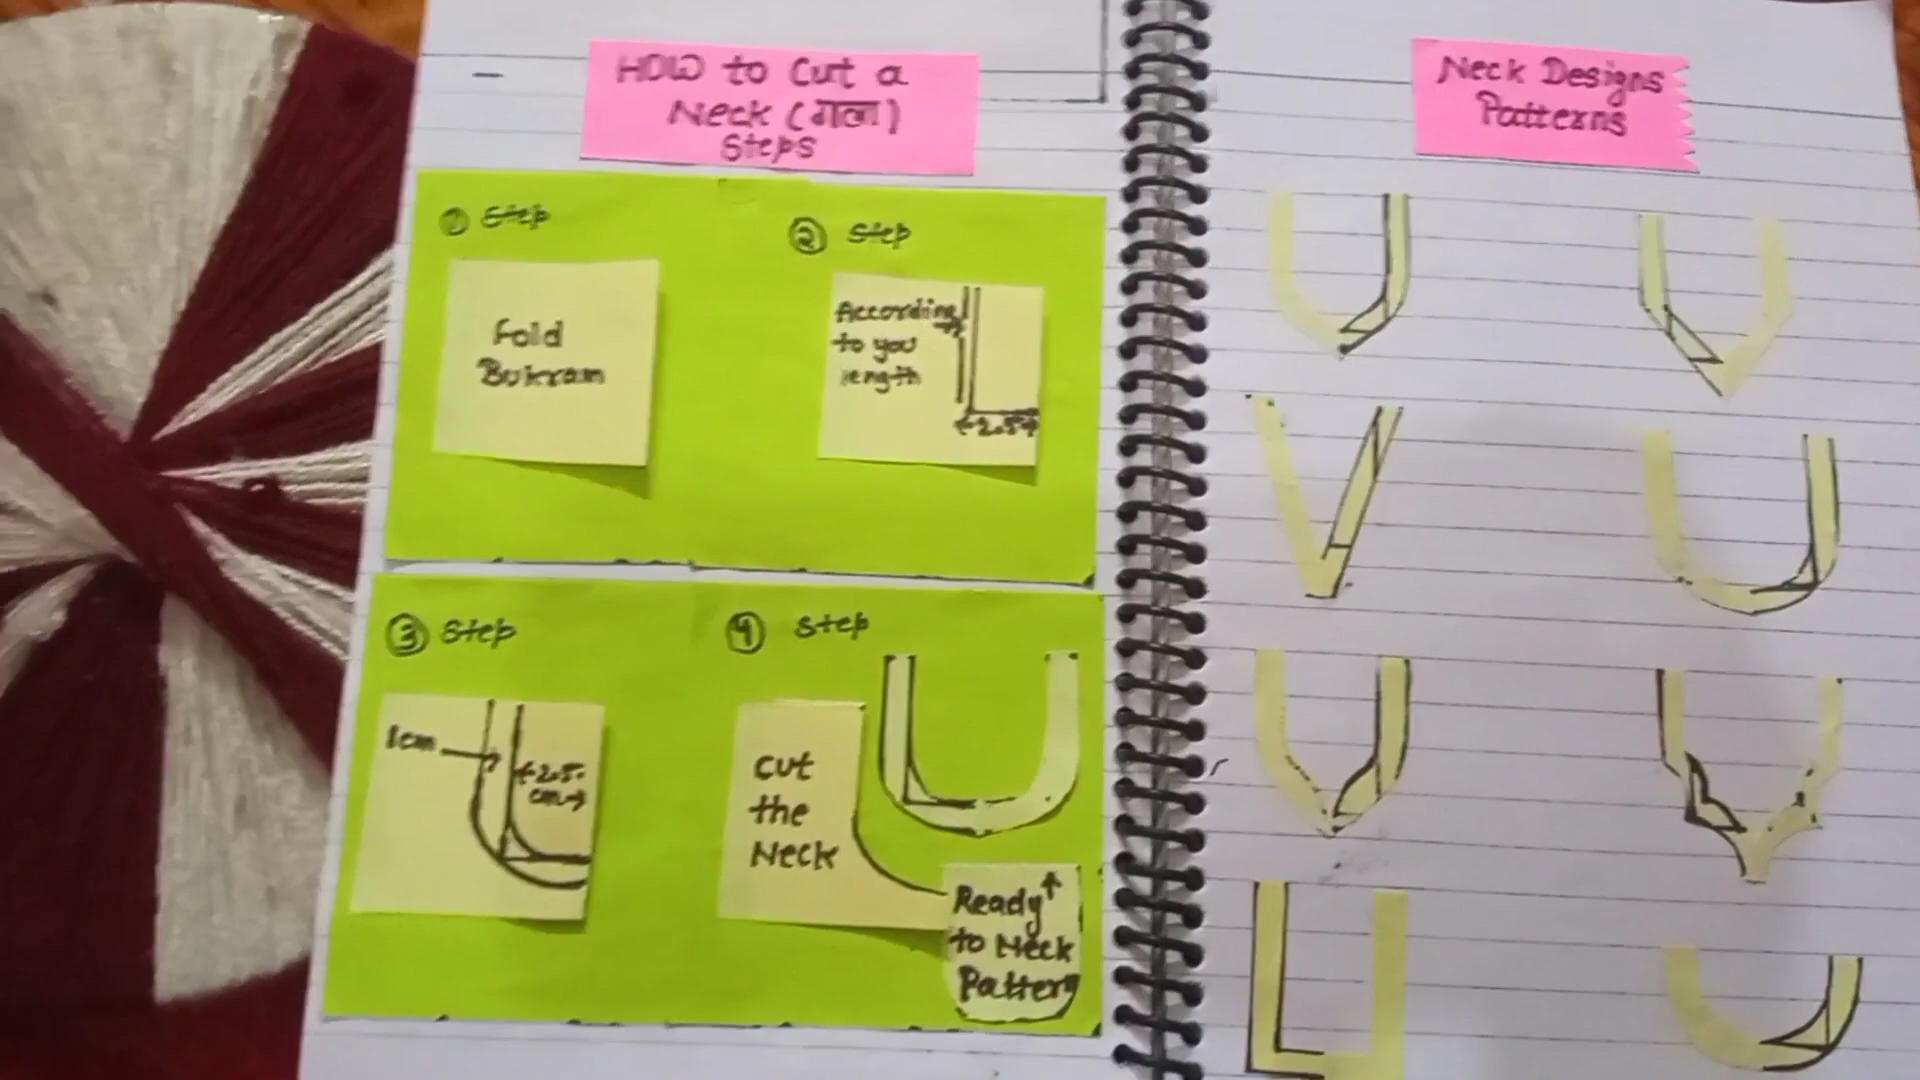 HOW to Cut a
Neck (गला)
Steps
① Step
Fold
Bukram
② Step
According
to you
length
←2.5→
③ Step
1cm
←2.5.
cm→
④ Step
Cut
the
Neck
Ready↑
to Neck
Pattern
Neck Designs
Patterns